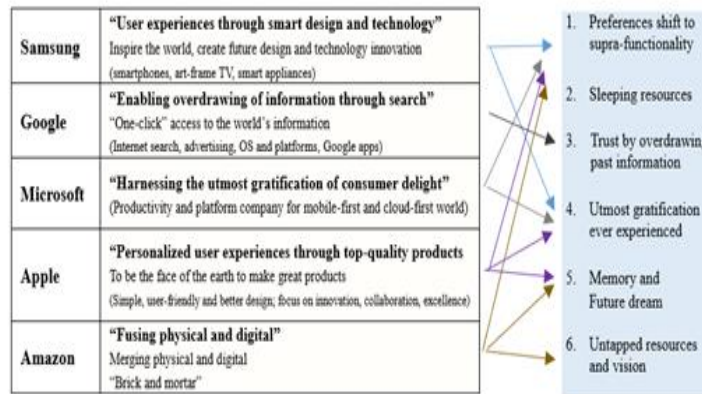 Samsung
“User experiences through smart design and technology”
Inspire the world, create future design and technology innovation
(smartphones, art-frame TV, smart appliances)
Google
“Enabling overdrawing of information through search”
“One-click” access to the world's information
(Internet search, advertising, OS and platforms, Google apps)
Microsoft
“Harnessing the utmost gratification of consumer delight”
(Productivity and platform company for mobile-first and cloud-first world)
Apple
“Personalized user experiences through top-quality products
To be the face of the earth to make great products
(Simple, user-friendly and better design; focus on innovation, collaboration, excellence)
Amazon
“Fusing physical and digital”
Merging physical and digital
“Brick and mortar”
1. Preferences shift to
supra-functionality
2. Sleeping resources
3. Trust by overdrawin
past information
4. Utmost gratification
ever experienced
5. Memory and
Future dream
6. Untapped resources
and vision